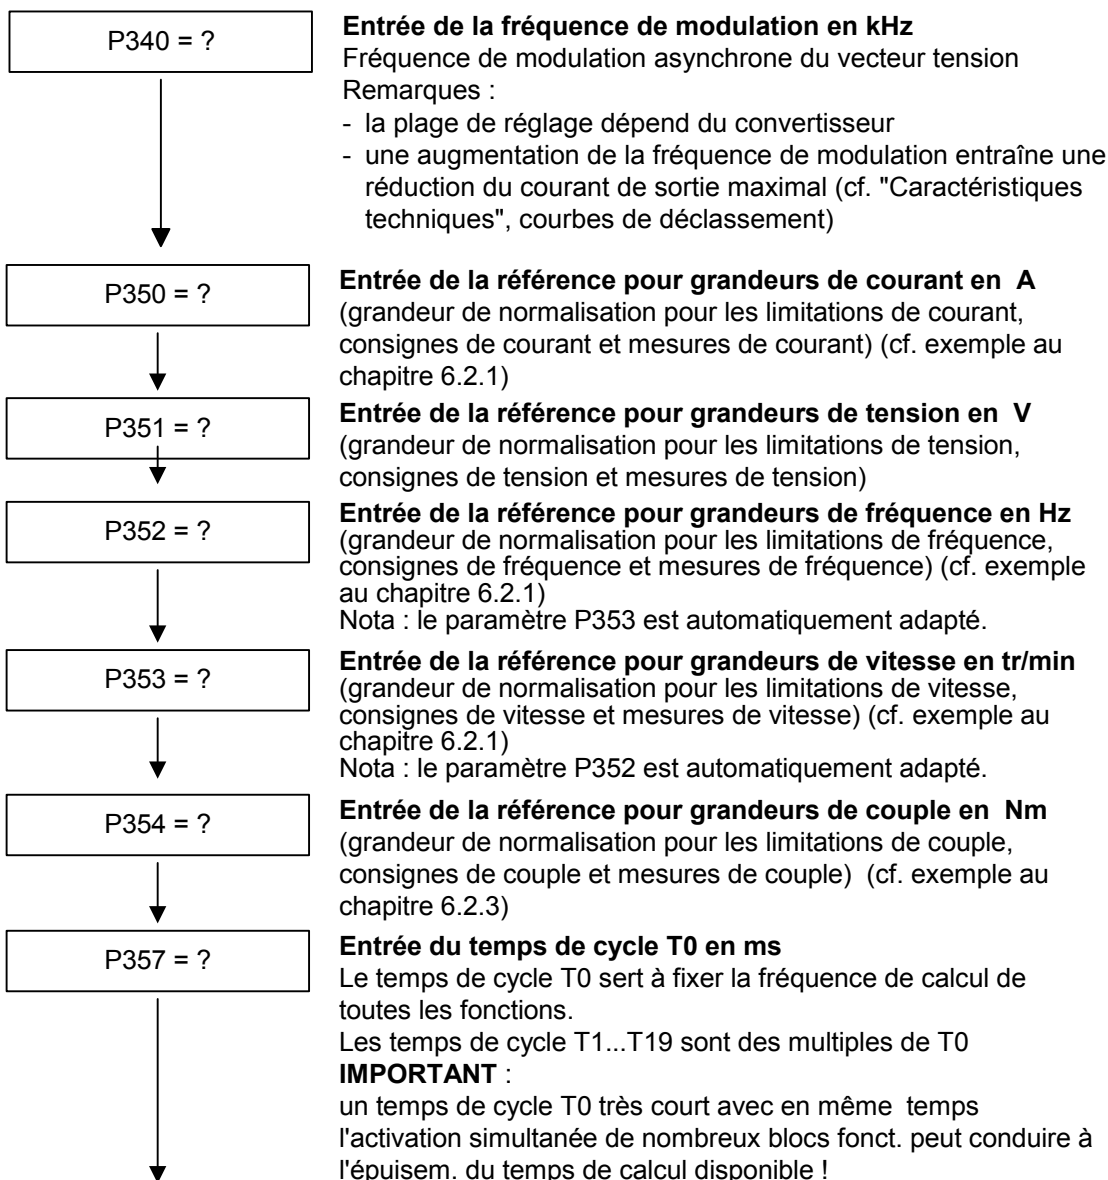 P340 = ?
Entrée de la fréquence de modulation en kHz
Fréquence de modulation asynchrone du vecteur tension
Remarques :
- la plage de réglage dépend du convertisseur
- une augmentation de la fréquence de modulation entraîne une
réduction du courant de sortie maximal (cf. "Caractéristiques
techniques", courbes de déclassement)
P350 = ?
Entrée de la référence pour grandeurs de courant en  A
(grandeur de normalisation pour les limitations de courant,
consignes de courant et mesures de courant) (cf. exemple au
chapitre 6.2.1)
P351 = ?
Entrée de la référence pour grandeurs de tension en  V
(grandeur de normalisation pour les limitations de tension,
consignes de tension et mesures de tension)
P352 = ?
Entrée de la référence pour grandeurs de fréquence en Hz
(grandeur de normalisation pour les limitations de fréquence,
consignes de fréquence et mesures de fréquence) (cf. exemple
au chapitre 6.2.1)
Nota : le paramètre P353 est automatiquement adapté.
P353 = ?
Entrée de la référence pour grandeurs de vitesse en tr/min
(grandeur de normalisation pour les limitations de vitesse,
consignes de vitesse et mesures de vitesse) (cf. exemple au
chapitre 6.2.1)
Nota : le paramètre P352 est automatiquement adapté.
P354 = ?
Entrée de la référence pour grandeurs de couple en  Nm
(grandeur de normalisation pour les limitations de couple,
consignes de couple et mesures de couple)  (cf. exemple au
chapitre 6.2.3)
P357 = ?
Entrée du temps de cycle T0 en ms
Le temps de cycle T0 sert à fixer la fréquence de calcul de
toutes les fonctions.
Les temps de cycle T1...T19 sont des multiples de T0
IMPORTANT :
un temps de cycle T0 très court avec en même  temps
l'activation simultanée de nombreux blocs fonct. peut conduire à
l'épuisem. du temps de calcul disponible !